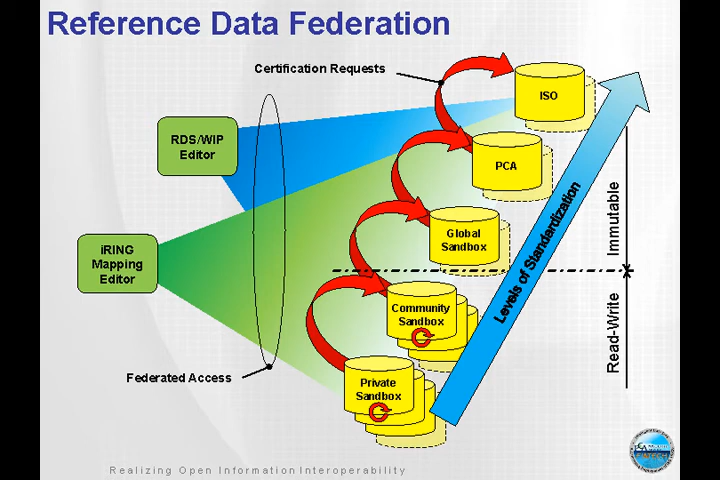 Reference Data Federation
Certification Requests
ISO
RDS/WIP
Editor
PCA
Levels of Standardization
Immutable
Global
Sandbox
iRING
Mapping
Editor
Community
Sandbox
Read-Write
Federated Access
Private
Sandbox
Realizing Open Information Interoperability